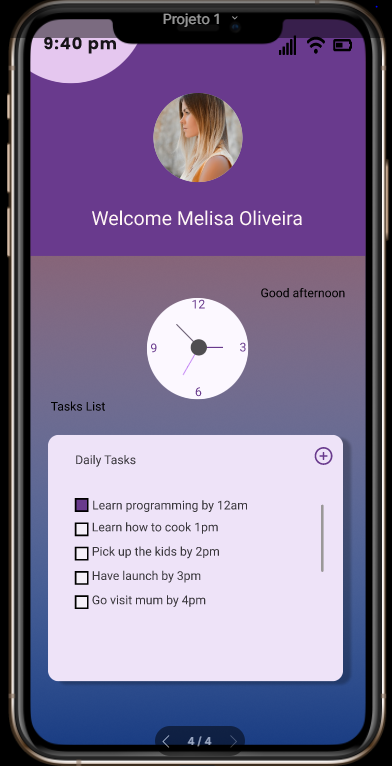 Projeto 1
9:40 pm
Welcome Melisa Oliveira
Good afternoon
12
9
3
6
Tasks List
Daily Tasks
Learn programming by 12am
Learn how to cook 1pm
Pick up the kids by 2pm
Have launch by 3pm
Go visit mum by 4pm
4 / 4